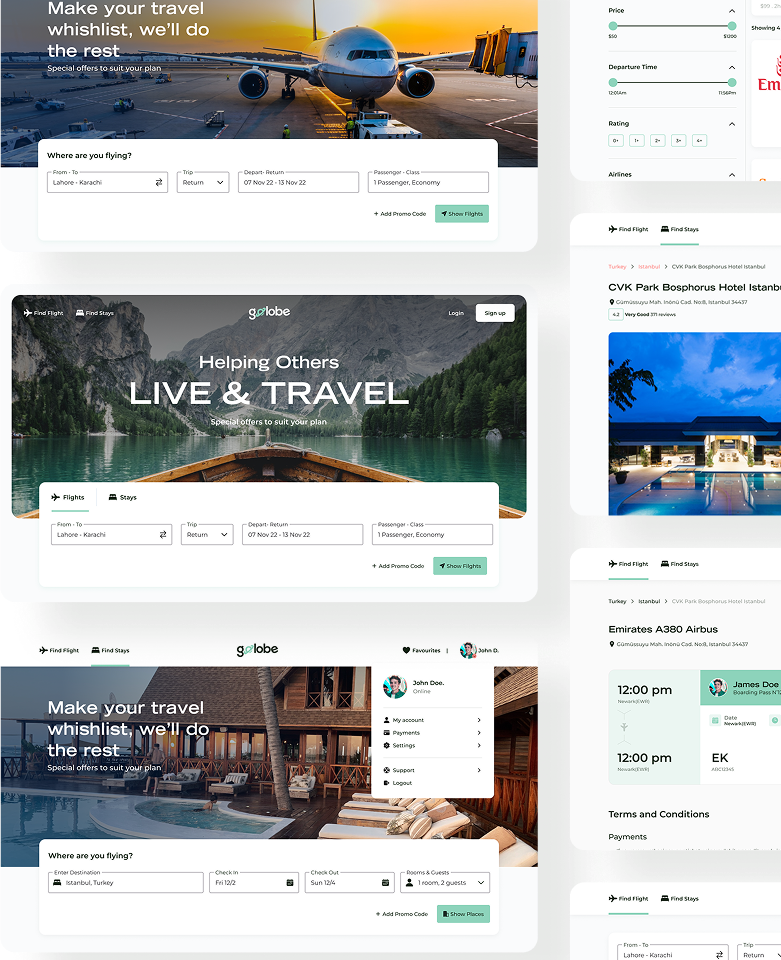 Make your travel
whishlist, we'll do
the rest
Special offers to suit your plan
Where are you flying?
From - To
Lahore - Karachi
Trip
Return
Depart- Return
07 Nov 22 - 13 Nov 22
Passenger - Class
1 Passenger, Economy
+ Add Promo Code
Show Flights
Find Flight
Find Stays
golobe
Login
Sign up
Helping Others
LIVE & TRAVEL
Special offers to suit your plan
Flights
Stays
From - To
Lahore - Karachi
Trip
Return
Depart- Return
07 Nov 22 - 13 Nov 22
Passenger - Class
1 Passenger, Economy
+ Add Promo Code
Show Flights
Find Flight
Find Stays
golobe
Favourites
|
John D.
Make your travel
whishlist, we'll do
the rest
Special offers to suit your plan
John Doe.
Online
My account
Payments
Settings
Support
Logout
Where are you flying?
Enter Destination
Istanbul, Turkey
Check In
Fri 12/2
Check Out
Sun 12/4
Rooms & Guests
1 room, 2 guests
+ Add Promo Code
Show Places
Price
$50
$1200
Departure Time
12:01AM
11:56PM
Rating
0+
1+
2+
3+
4+
Airlines
Showing 4
Em
Find Flight
Find Stays
Turkey > Istanbul > CVK Park Bosphorus Hotel Istanbul
CVK Park Bosphorus Hotel Istanbu
Gümüssuyu Mah. Inönü Cad. No:8, Istanbul 34437
4.2
Very Good 371 reviews
Find Flight
Find Stays
Turkey > Istanbul > CVK Park Bosphorus Hotel Istanbul
Emirates A380 Airbus
Gümüssuyu Mah. Inönü Cad. No:8, Istanbul 34437
12:00 pm
Newark(EWR)
12:00 pm
Newark(EWR)
James Doe
Boarding Pass N'12
Date
Newark(EWR)
EK
ABC12345
Terms and Conditions
Payments
Find Flight
Find Stays
From - To
Lahore - Karachi
Trip
Return